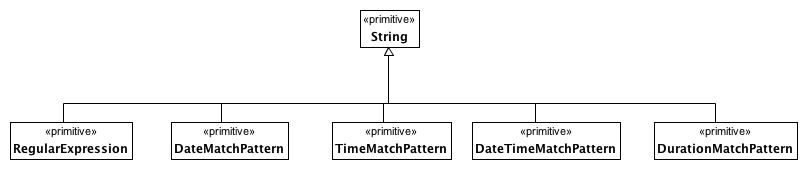 «primitive»
String
«primitive» «primitive» «primitive» «primitive» «primitive»
RegularExpression DateMatchPattern TimeMatchPattern DateTimeMatchPattern DurationMatchPattern